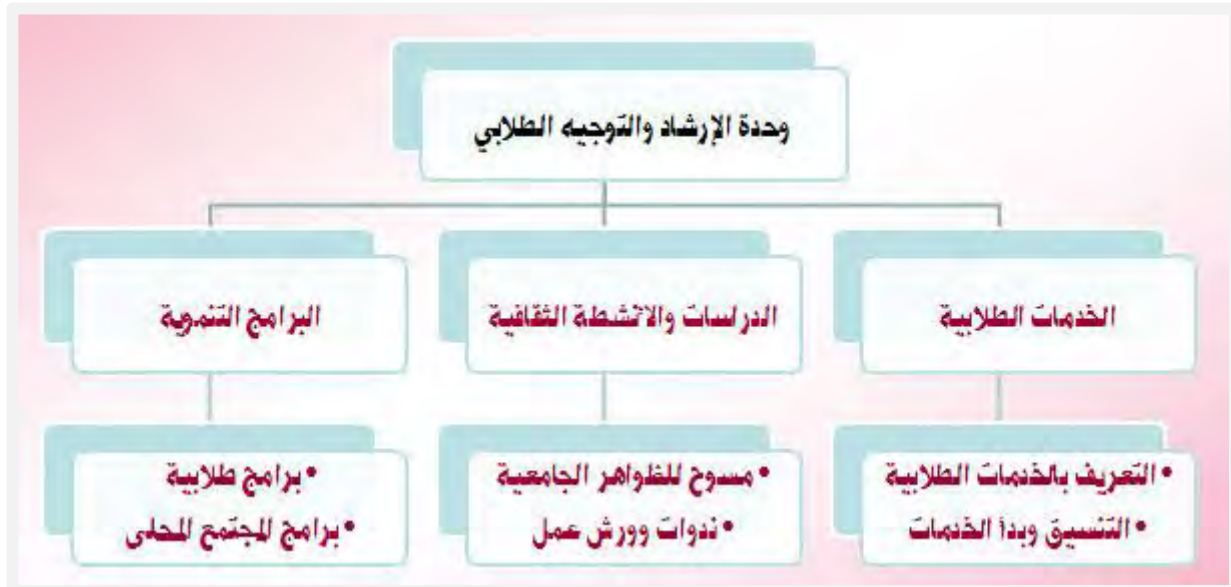 وحدة الإرشاد والتوجيه الطلابي
الخدمات الطلابية
الدراسات والانشطة الثقافية
البرامج التنموية
• التعريف بالخدمات الطلابية
• التنسيق وبدأ الخدمات
• مسوح للظواهر الجامعية
• ندوات وورش عمل
• برامج طلابية
• برامج المجتمع المحلى